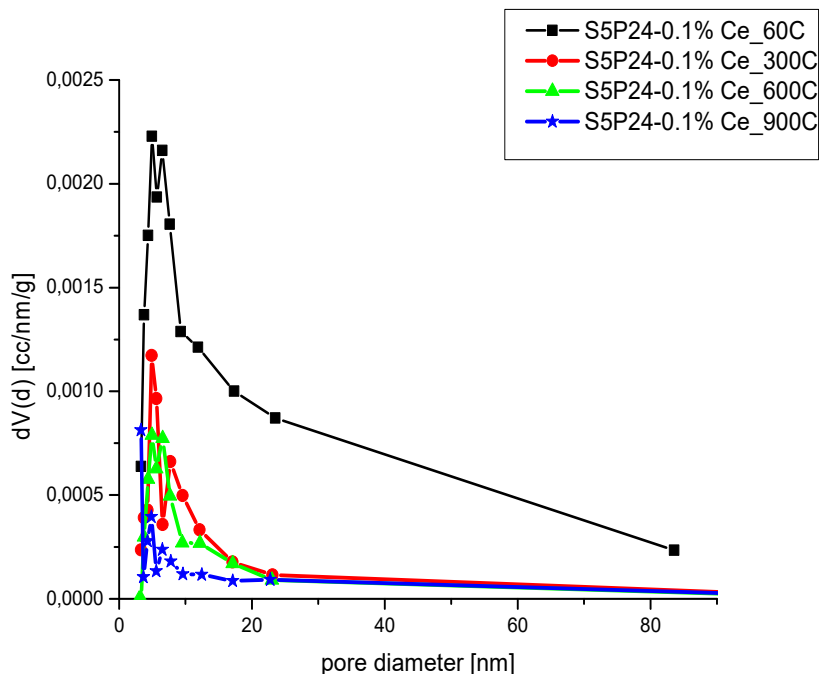 S5P24-0.1% Ce_60C
S5P24-0.1% Ce_300C
S5P24-0.1% Ce_600C
S5P24-0.1% Ce_900C
0,0025
0,0020
0,0015
0,0010
0,0005
0,0000
dV(d) [cc/nm/g]
0 20 40 60 80
pore diameter [nm]